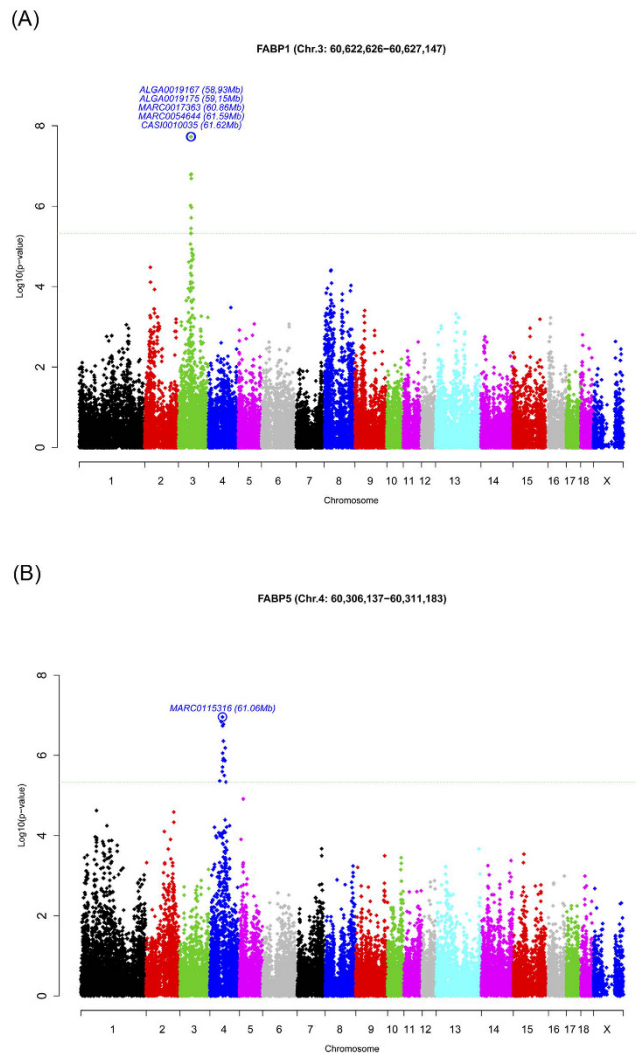 (A)
FABP1 (Chr.3: 60,622,626−60,627,147)
ALGA0019167 (58,93Mb)
ALGA0019175 (59,15Mb)
MARC0017363 (60.86Mb)
MARC0054644 (61.59Mb)
CASI0010035 (61.62Mb)
8
6
4
2
0
Log10(p−value)
1 2 3 4 5 6 7 8 9 10 11 12 13 14 15 16 17 18 X
Chromosome
(B)
FABP5 (Chr.4: 60,306,137−60,311,183)
MARC0115316 (61.06Mb)
8
6
4
2
0
Log10(p−value)
1 2 3 4 5 6 7 8 9 10 11 12 13 14 15 16 17 18 X
Chromosome